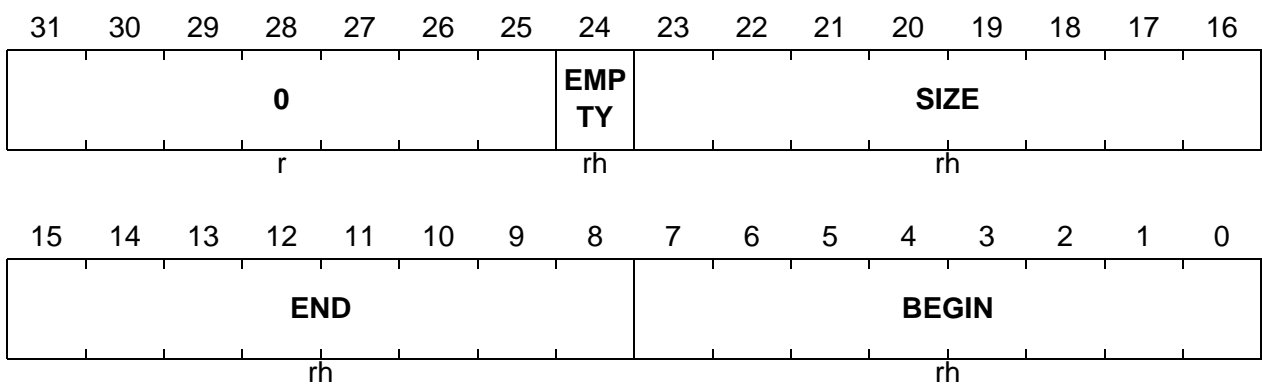 31 30 29 28 27 26 25 24 23 22 21 20 19 18 17 16
0 EMP TY SIZE
r rh rh
15 14 13 12 11 10 9 8 7 6 5 4 3 2 1 0
END BEGIN
rh rh